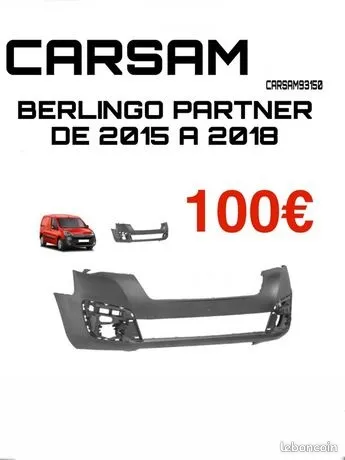 CARSAM
CARSAM93150
BERLINGO PARTNER
DE 2015 A 2018
100€
leboncoin